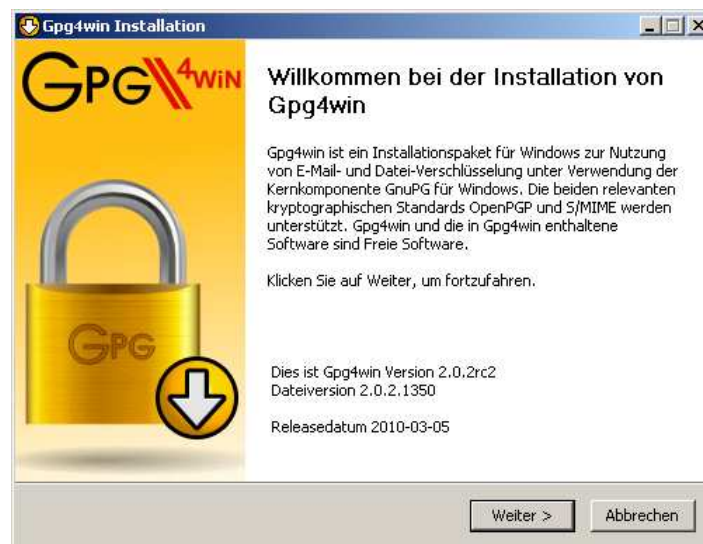 Gpg4win Installation
GPG4WIN
Willkommen bei der Installation von
Gpg4win
Gpg4win ist ein Installationspaket für Windows zur Nutzung
von E-Mail- und Datei-Verschlüsselung unter Verwendung der
Kernkomponente GnuPG für Windows. Die beiden relevanten
kryptographischen Standards OpenPGP und S/MIME werden
unterstützt. Gpg4win und die in Gpg4win enthaltene
Software sind Freie Software.
Klicken Sie auf Weiter, um fortzufahren.
GPG
Dies ist Gpg4win Version 2.0.2rc2
Dateiversion 2.0.2.1350
Releasedatum 2010-03-05
Weiter >
Abbrechen